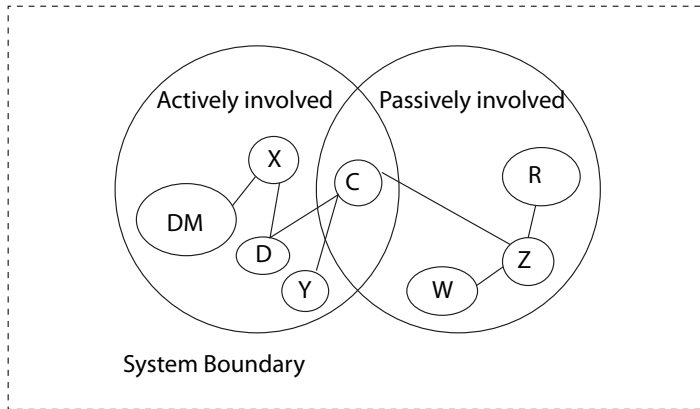 Actively involved
Passively involved
X
C
R
DM
D
Z
Y
W
System Boundary